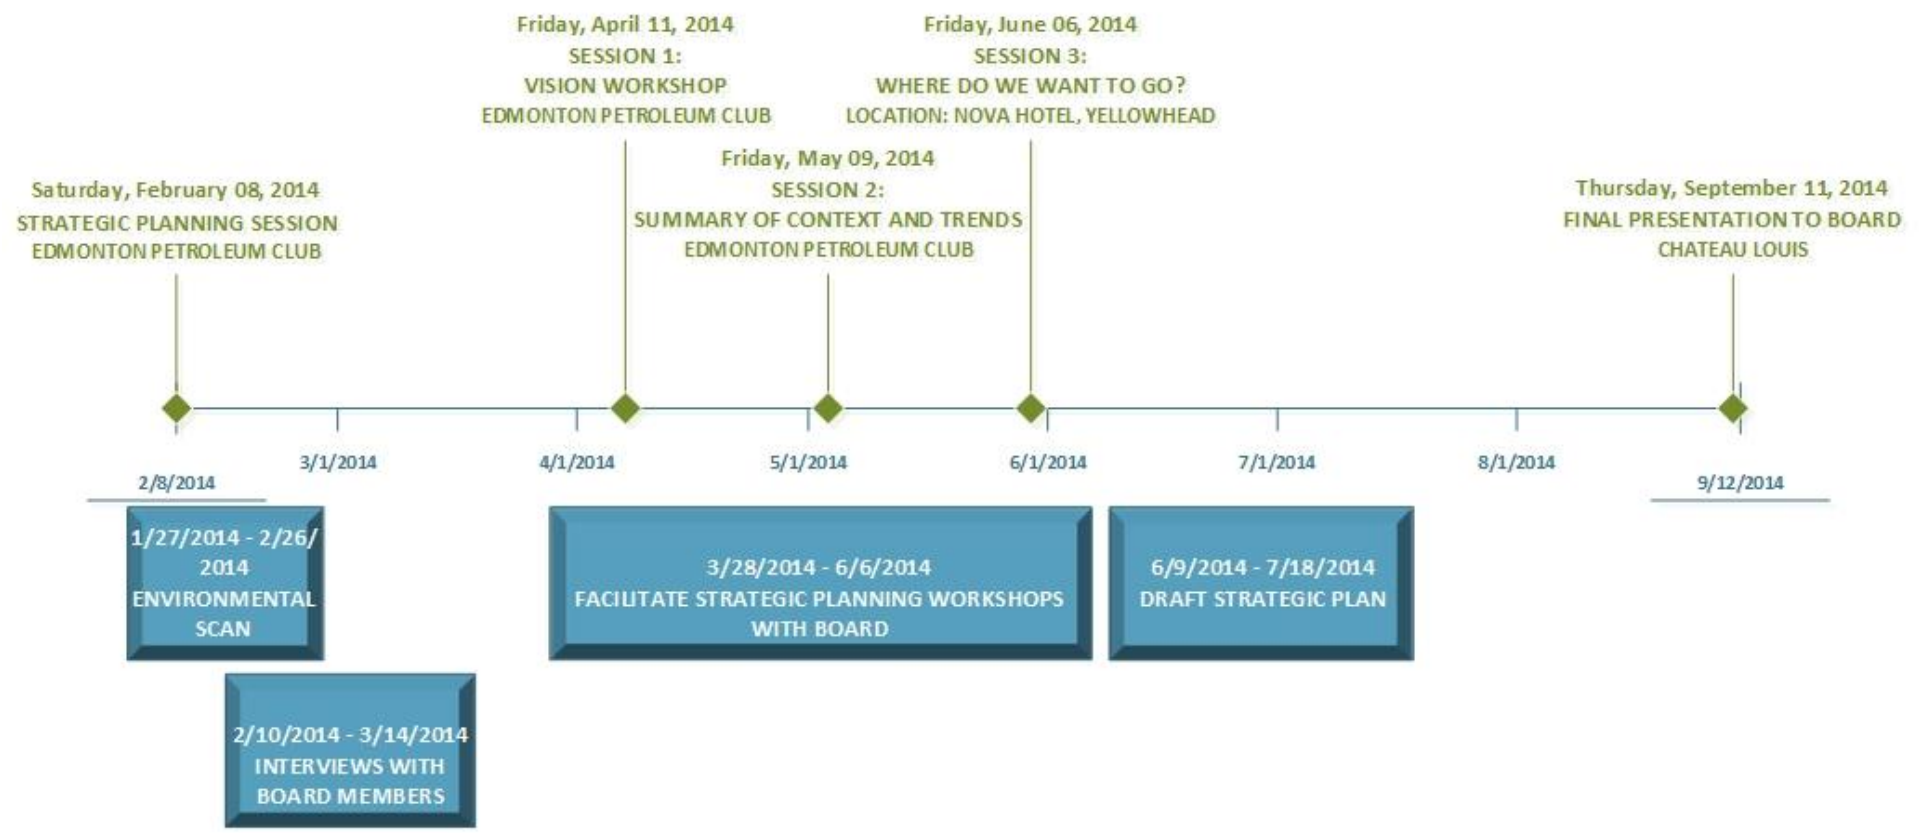 Friday, April 11, 2014
SESSION 1:
VISION WORKSHOP
EDMONTON PETROLEUM CLUB
Friday, June 06, 2014
SESSION 3:
WHERE DO WE WANT TO GO?
LOCATION: NOVA HOTEL, YELLOWHEAD
Friday, May 09, 2014
SESSION 2:
SUMMARY OF CONTEXT AND TRENDS
EDMONTON PETROLEUM CLUB
Saturday, February 08, 2014
STRATEGIC PLANNING SESSION
EDMONTON PETROLEUM CLUB
Thursday, September 11, 2014
FINAL PRESENTATION TO BOARD
CHATEAU LOUIS
3/1/2014
4/1/2014
5/1/2014
6/1/2014
7/1/2014
8/1/2014
2/8/2014
9/12/2014
1/27/2014 - 2/26/
2014
ENVIRONMENTAL
SCAN
3/28/2014 - 6/6/2014
FACILITATE STRATEGIC PLANNING WORKSHOPS
WITH BOARD
6/9/2014 - 7/18/2014
DRAFT STRATEGIC PLAN
2/10/2014 - 3/14/2014
INTERVIEWS WITH
BOARD MEMBERS